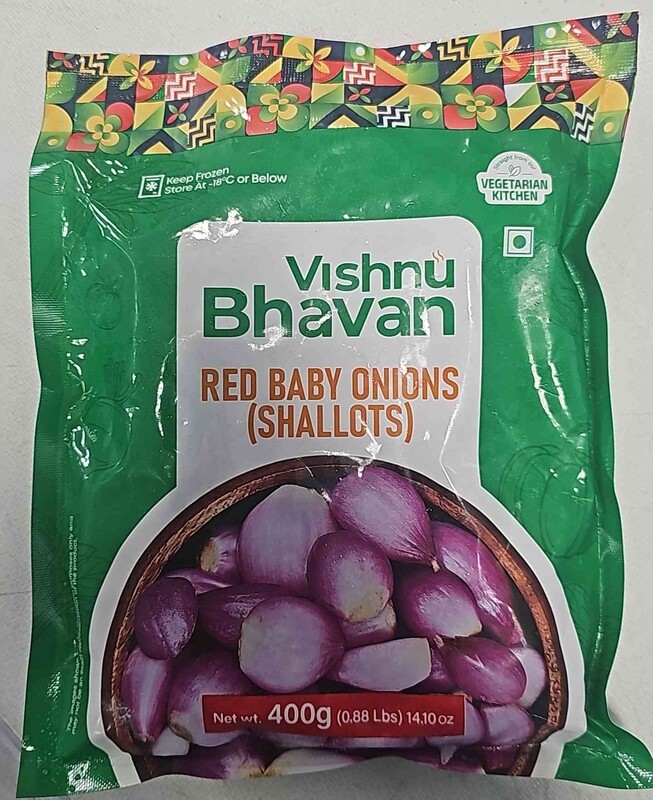 Keep Frozen
Store At -18°C or Below
Straight from our
VEGETARIAN
KITCHEN
Vishnu
Bhavan
RED BABY ONIONS
(SHALLOTS)
Net wt. 400g (0.88 Lbs) 14.10 oz